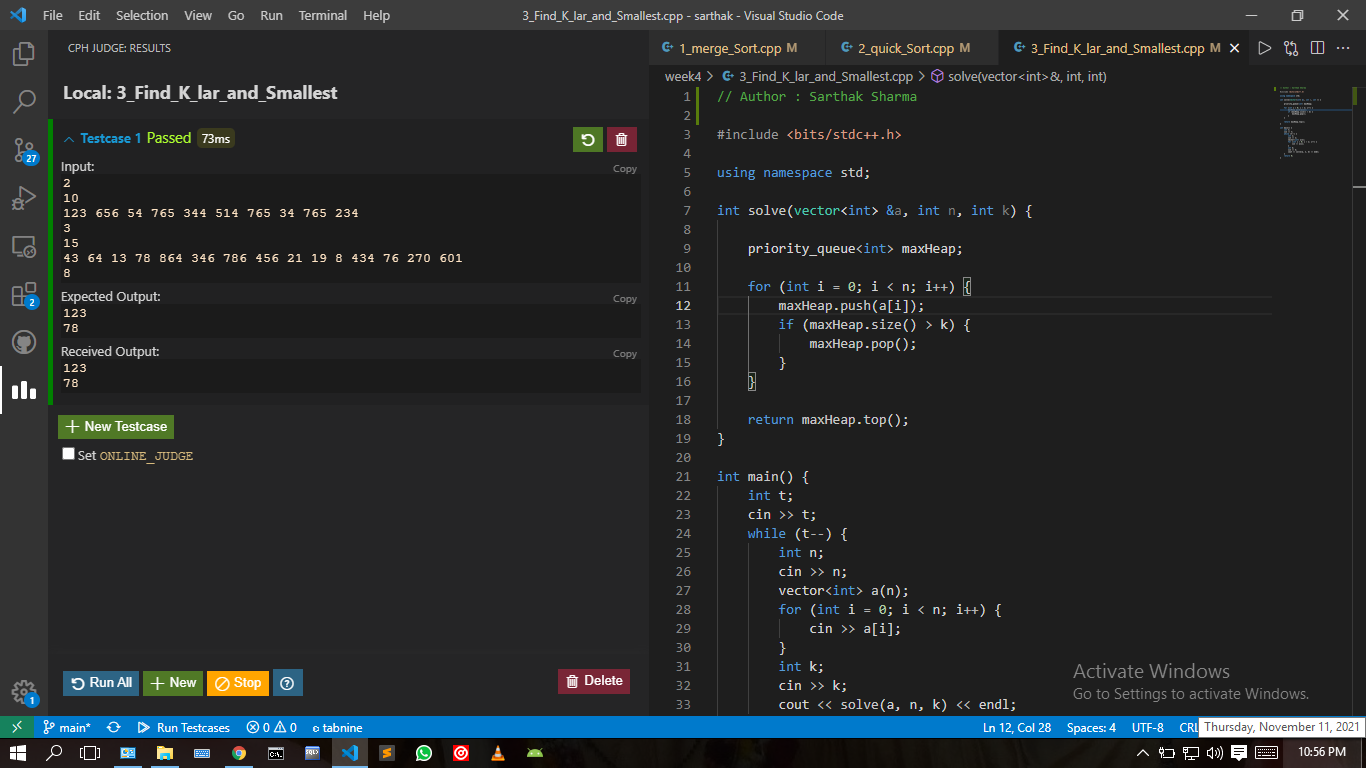 File Edit Selection View Go Run Terminal Help 3_Find_K_lar_and_Smallest.cpp - sarthak - Visual Studio Code
CPH JUDGE: RESULTS
Local: 3_Find_K_lar_and_Smallest
Testcase 1 Passed 73ms
Input:
Copy
2
10
123 656 54 765 344 514 765 34 765 234
3
15
43 64 13 78 864 346 786 456 21 19 8 434 76 270 601
8
Expected Output:
Copy
123
78
Received Output:
Copy
123
78
+ New Testcase
Set ONLINE_JUDGE
Run All + New Stop Delete
27
2
1
1_merge_Sort.cpp M 2_quick_Sort.cpp M 3_Find_K_lar_and_Smallest.cpp M
week4 > 3_Find_K_lar_and_Smallest.cpp > solve(vector<int>&, int, int)
1 // Author : Sarthak Sharma
2
3 #include <bits/stdc++.h>
4
5 using namespace std;
6
7 int solve(vector<int> &a, int n, int k) {
8
9 priority_queue<int> maxHeap;
10
11 for (int i = 0; i < n; i++) {
12 maxHeap.push(a[i]);
13 if (maxHeap.size() > k) {
14 maxHeap.pop();
15 }
16 }
17
18 return maxHeap.top();
19 }
20
21 int main() {
22 int t;
23 cin >> t;
24 while (t--) {
25 int n;
26 cin >> n;
27 vector<int> a(n);
28 for (int i = 0; i < n; i++) {
29 cin >> a[i];
30 }
31 int k;
32 cin >> k;
33 cout << solve(a, n, k) << endl;
Activate Windows
Go to Settings to activate Windows.
main* Run Testcases 0 0 tabnine Ln 12, Col 28 Spaces: 4 UTF-8 CRL
Thursday, November 11, 2021
10:56 PM